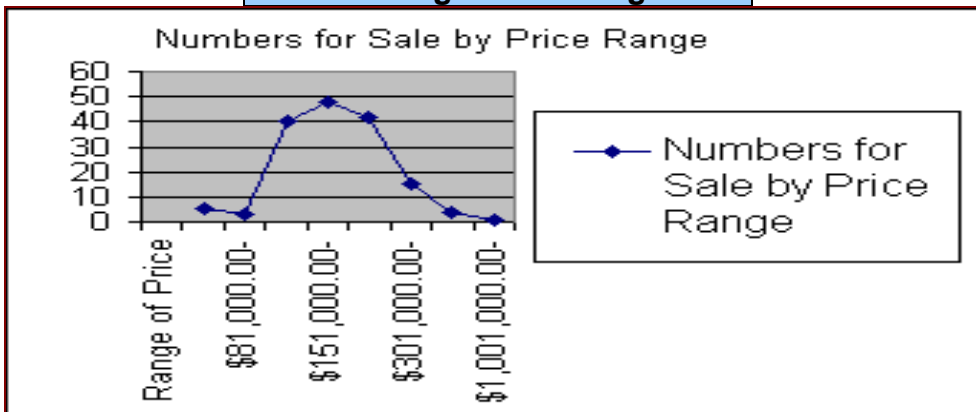 Numbers for Sale by Price Range
60
50
40
30
20
10
0
Range of Price
$81,000.00-
$151,000.00-
$301,000.00-
$1,001,000.00-
Numbers for
Sale by Price
Range